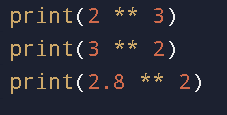 print(2 ** 3)
print(3 ** 2)
print(2.8 ** 2)